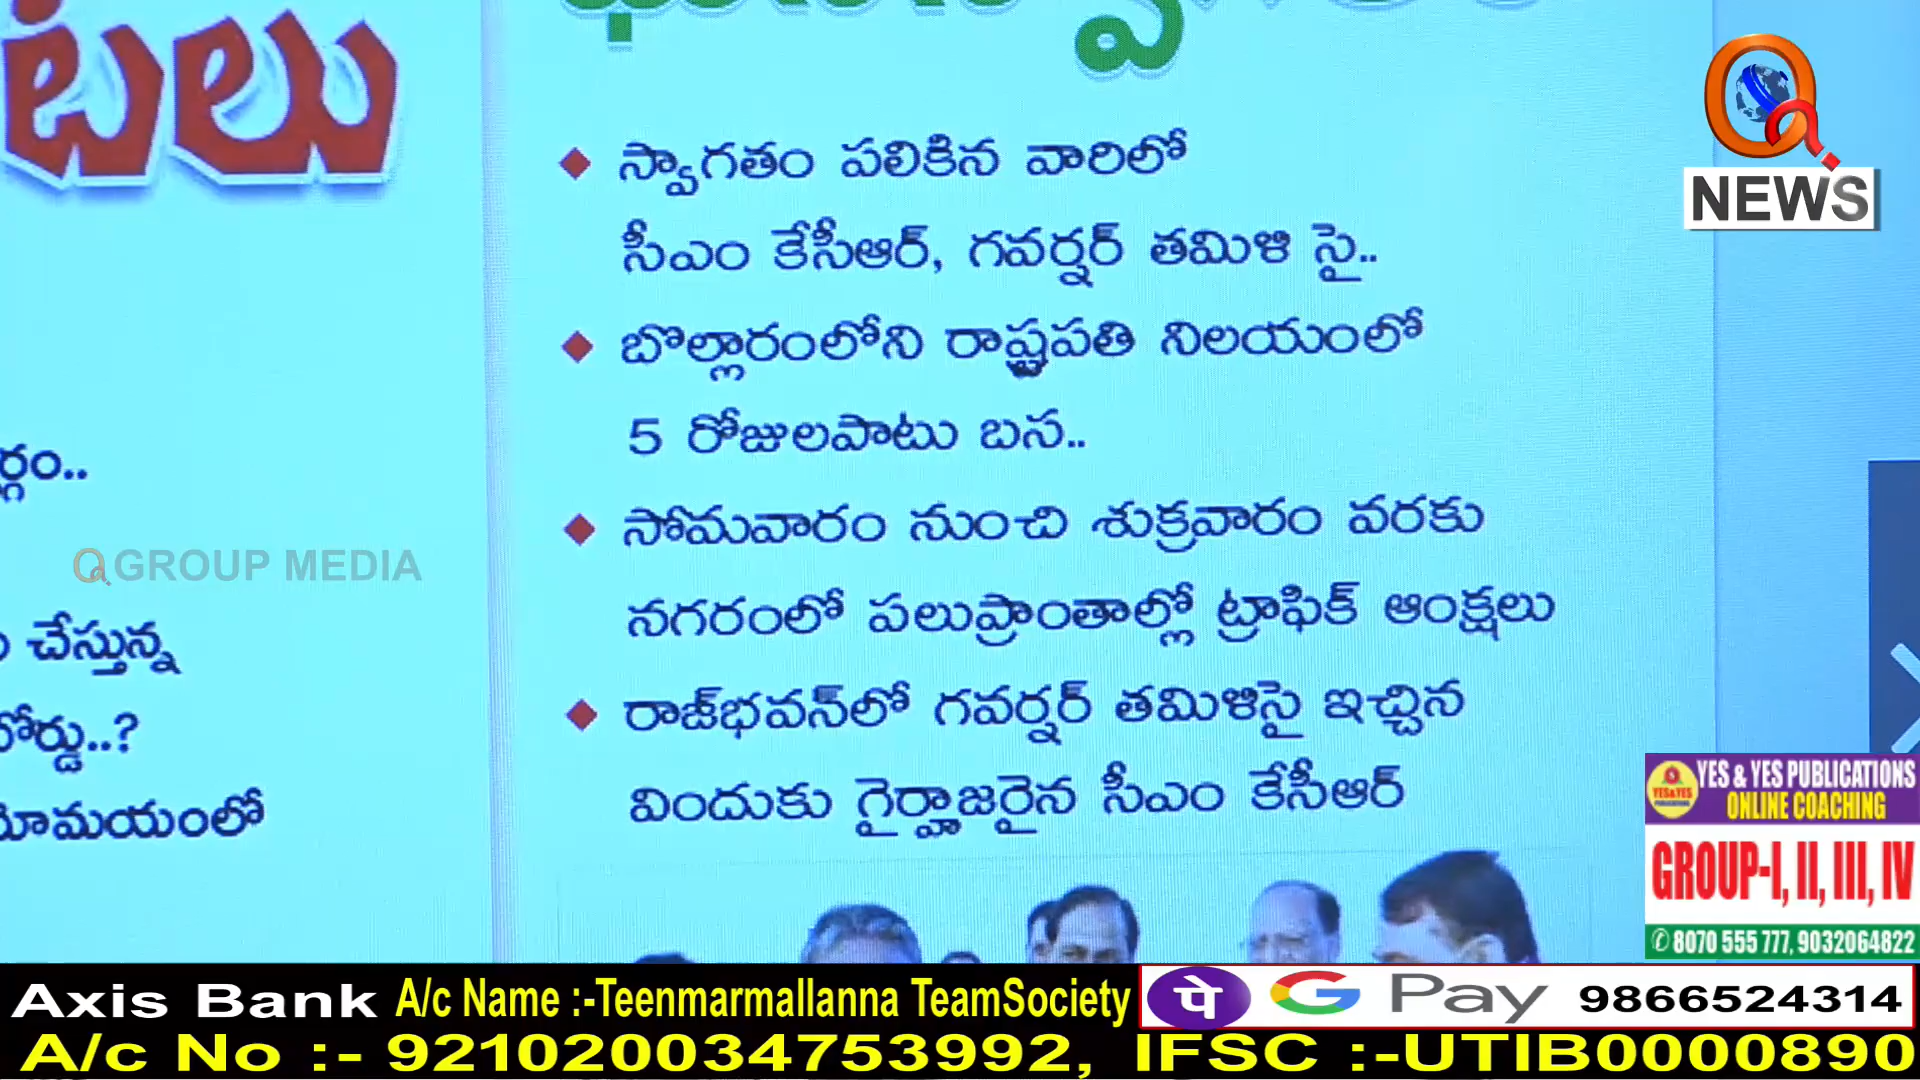 టలు
స్వాగతం పలికిన వారిలో
సీఎం కేసీఆర్, గవర్నర్ తమిళి సై..
బొల్లారంలోని రాష్ట్రపతి నిలయంలో
5 రోజులపాటు బస..
సోమవారం నుంచి శుక్రవారం వరకు
నగరంలో పలుప్రాంతాల్లో ట్రాఫిక్ ఆంక్షలు
రాజ్‌భవన్‌లో గవర్నర్ తమిళిసై ఇచ్చిన
విందుకు గైర్హాజరైన సీఎం కేసీఆర్
చేస్తున్న
Q GROUP MEDIA
Q NEWS
YES & YES PUBLICATIONS
ONLINE COACHING
GROUP-I, II, III, IV
8070 555 777, 9032064822
Axis Bank A/c Name :-Teenmarmallanna TeamSociety
पे G Pay 9866524314
A/c No :- 921020034753992, IFSC :-UTIB0000890